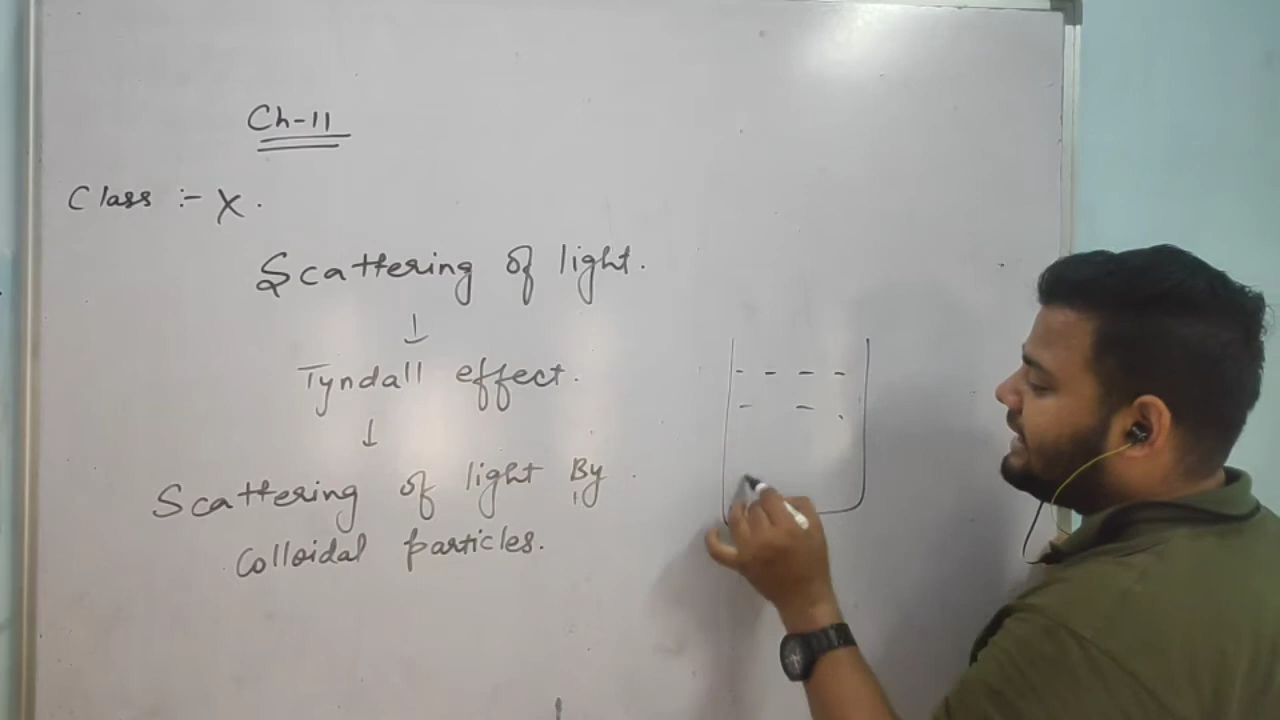 Ch-11
Class :- X.
Scattering of light.
Tyndall effect.
Scattering of light By
Colloidal particles.